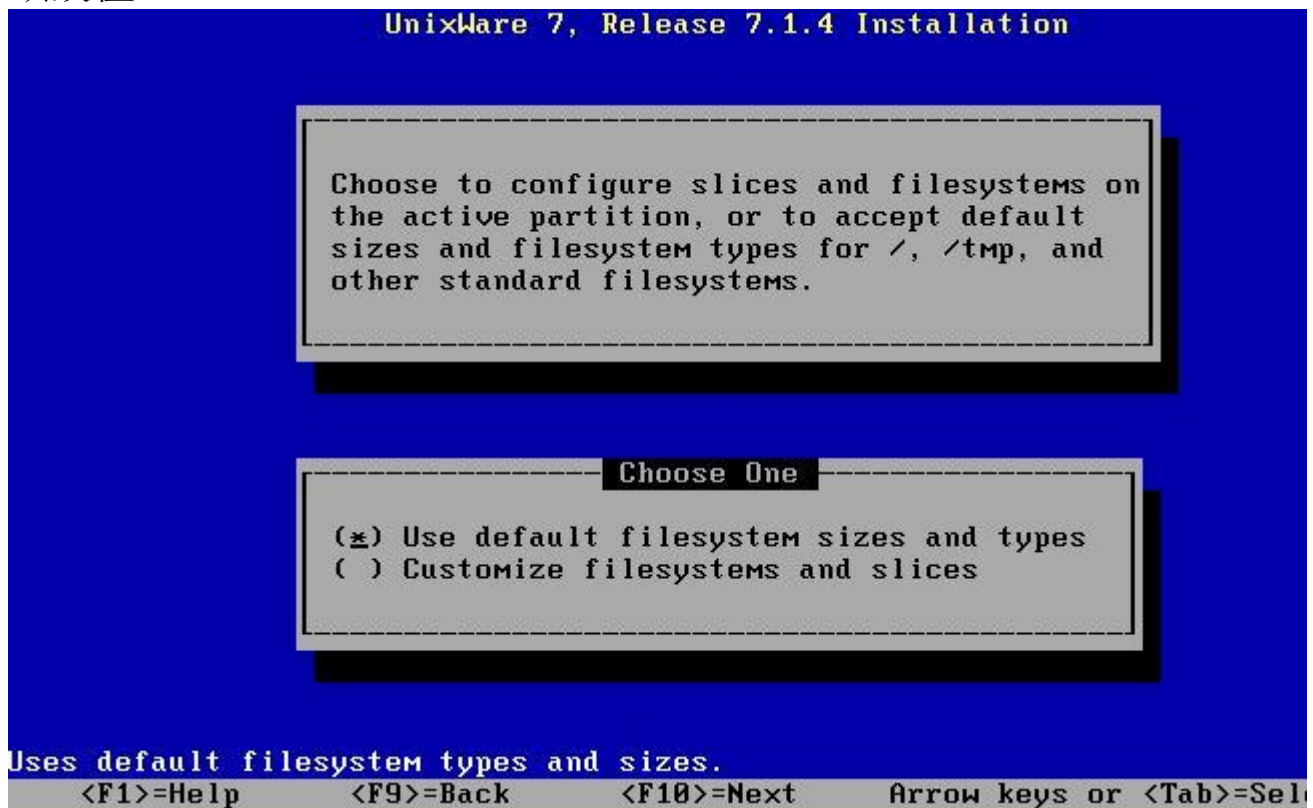 UnixWare 7, Release 7.1.4 Installation
Choose to configure slices and filesystems on
the active partition, or to accept default
sizes and filesystem types for /, /tmp, and
other standard filesystems.
Choose One
(*) Use default filesystem sizes and types
( ) Customize filesystems and slices
Uses default filesystem types and sizes.
<F1>=Help <F9>=Back <F10>=Next Arrow keys or <Tab>=Sel